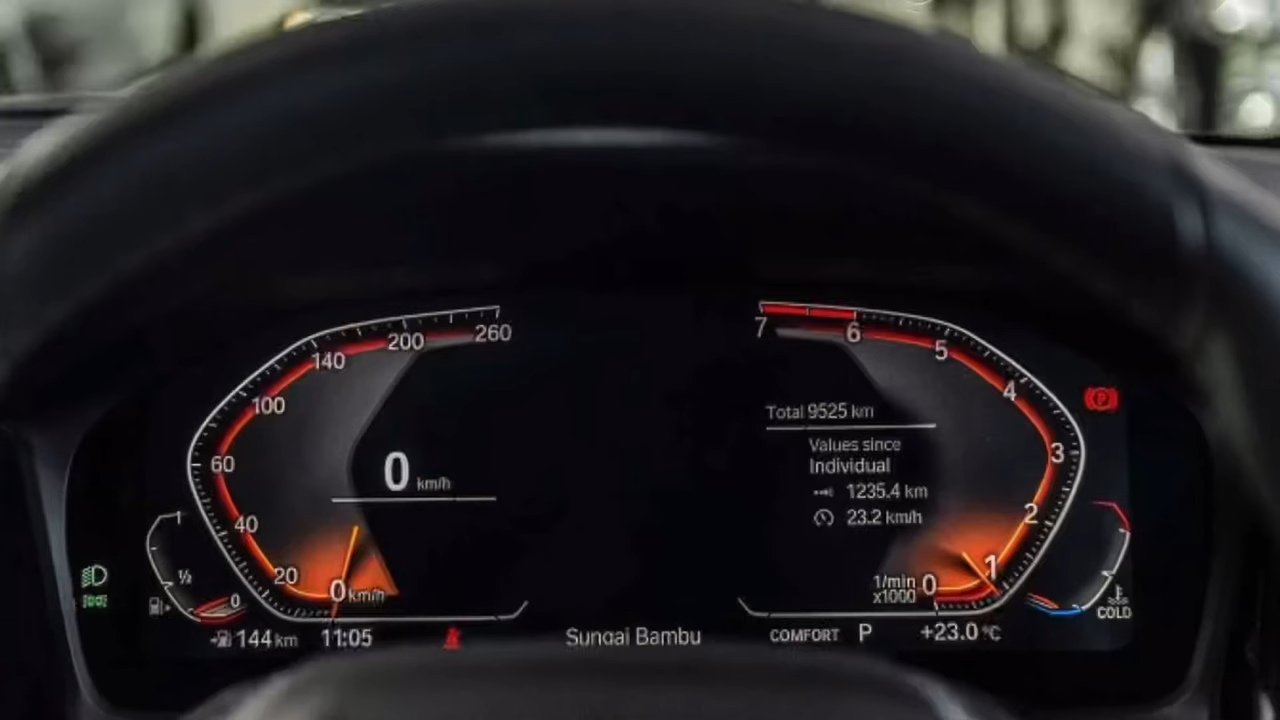 260
200
140
100
60
40
20
0 km/h
0 km/h
1
½
0
144 km
11:05
Sungai Bambu
7
6
5
4
3
2
1
0
1/min
x1000
Total 9525 km
Values since
Individual
1235.4 km
23.2 km/h
P
COLD
COMFORT P +23.0 °C